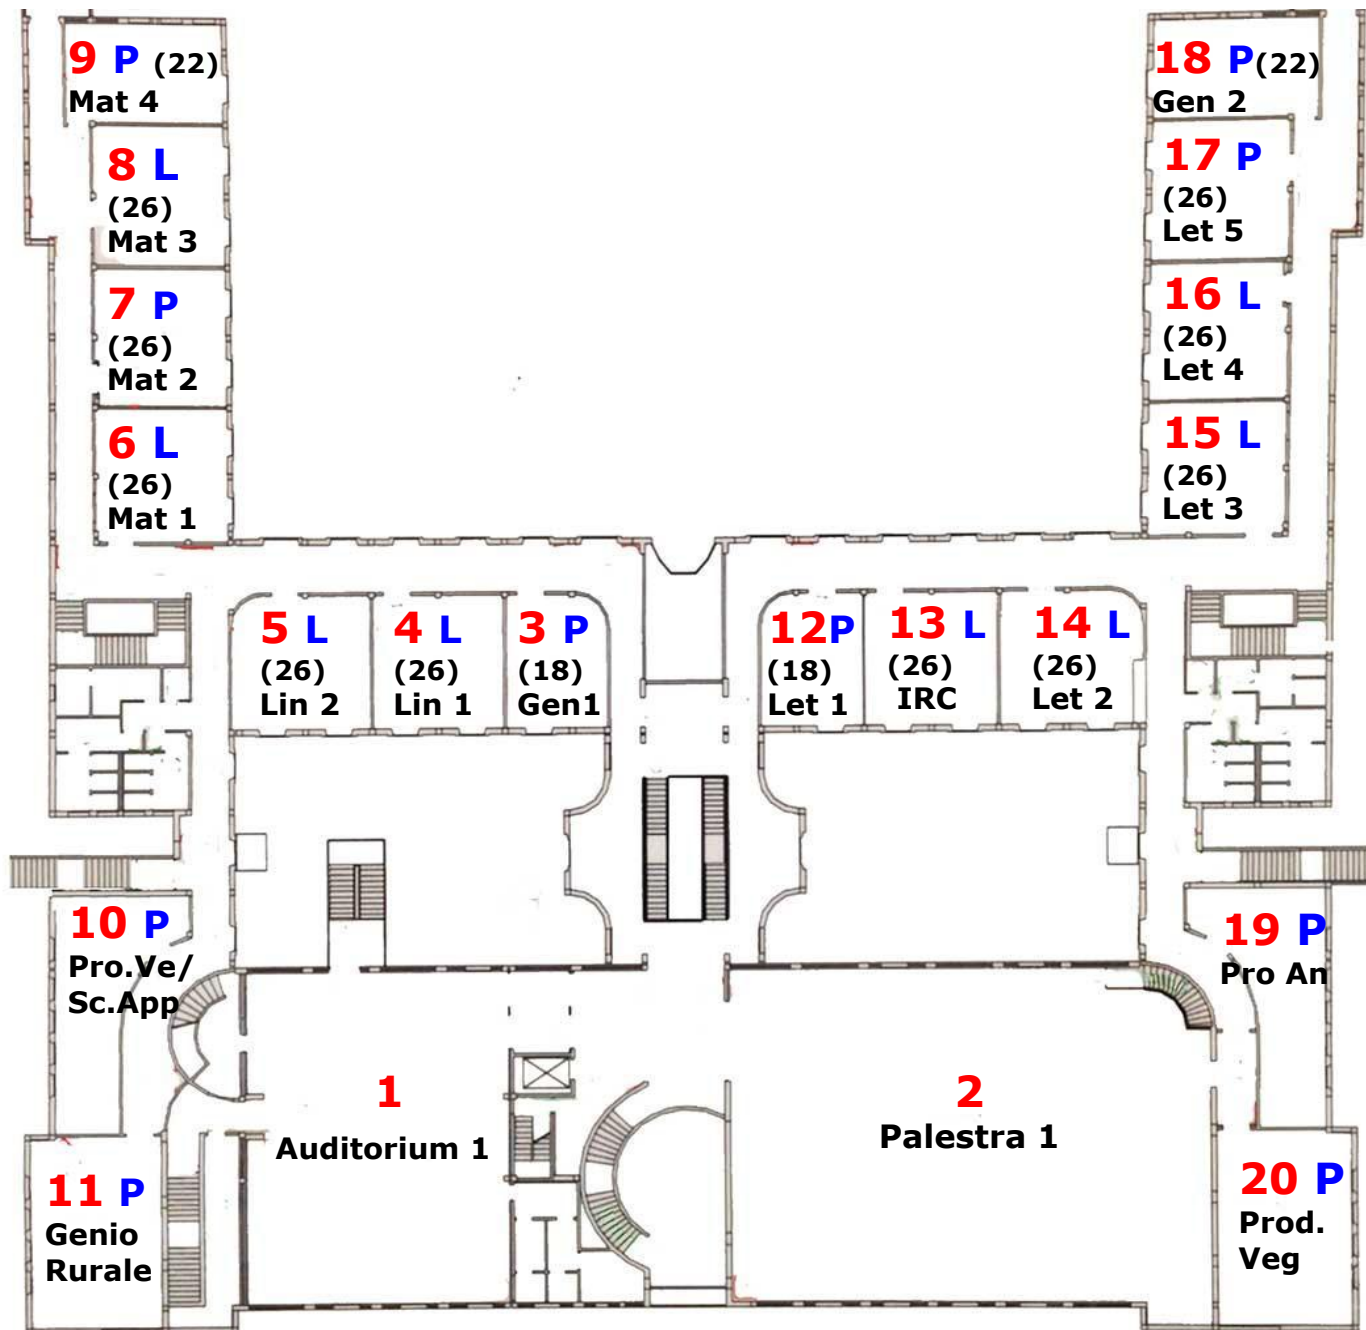 9 P (22)
Mat 4
8 L
(26)
Mat 3
7 P
(26)
Mat 2
6 L
(26)
Mat 1
18 P(22)
Gen 2
17 P
(26)
Let 5
16 L
(26)
Let 4
15 L
(26)
Let 3
5 L
(26)
Lin 2
4 L
(26)
Lin 1
3 P
(18)
Gen1
12P
(18)
Let 1
13 L
(26)
IRC
14 L
(26)
Let 2
10 P
Pro.Ve/
Sc.App
19 P
Pro An
1
Auditorium 1
2
Palestra 1
11 P
Genio
Rurale
20 P
Prod.
Veg